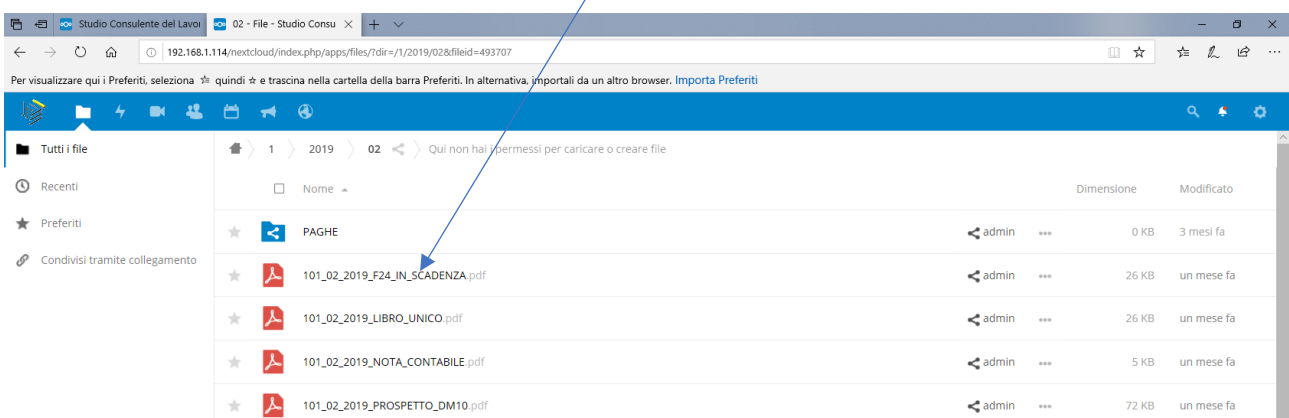 Studio Consulente del Lavoı 02 - File - Studio Consu
192.168.1.114/nextcloud/index.php/apps/files/?dir=/1/2019/02&fileid=493707
Per visualizzare qui i Preferiti, seleziona quindi e trascina nella cartella della barra Preferiti. In alternativa, importali da un altro browser. Importa Preferiti
Tutti i file
1 2019 02 Qui non hai i permessi per caricare o creare file
Recenti
Nome Dimensione Modificato
Preferiti
PAGHE admin 0 KB 3 mesi fa
Condivisi tramite collegamento
101_02_2019_F24_IN_SCADENZA.pdf admin 26 KB un mese fa
101_02_2019_LIBRO_UNICO.pdf admin 26 KB un mese fa
101_02_2019_NOTA_CONTABILE.pdf admin 5 KB un mese fa
101_02_2019_PROSPETTO_DM10.pdf admin 72 KB un mese fa